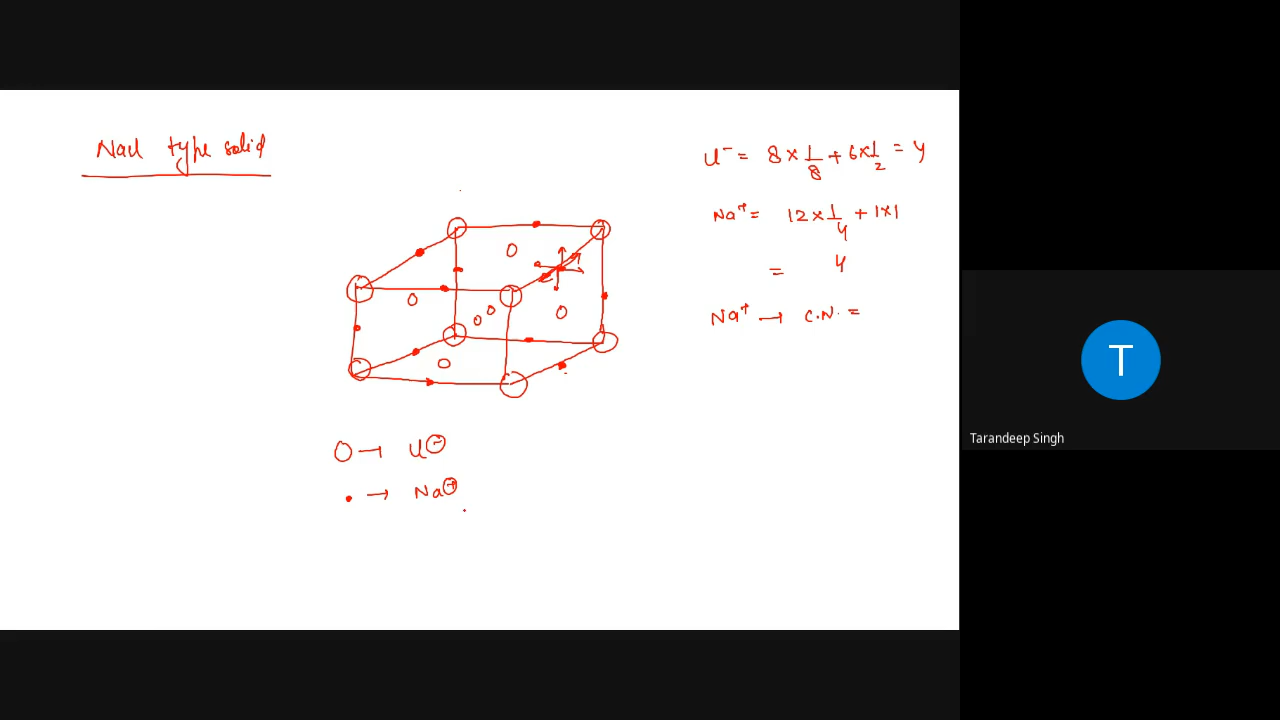 NaCl type solid
Cl⁻ = 8 × 1/8 + 6 × 1/2 = 4
Na⁺ = 12 × 1/4 + 1 × 1
= 4
Na⁺ → C.N. =
O → Cl⊖
• → Na⊕
T
Tarandeep Singh